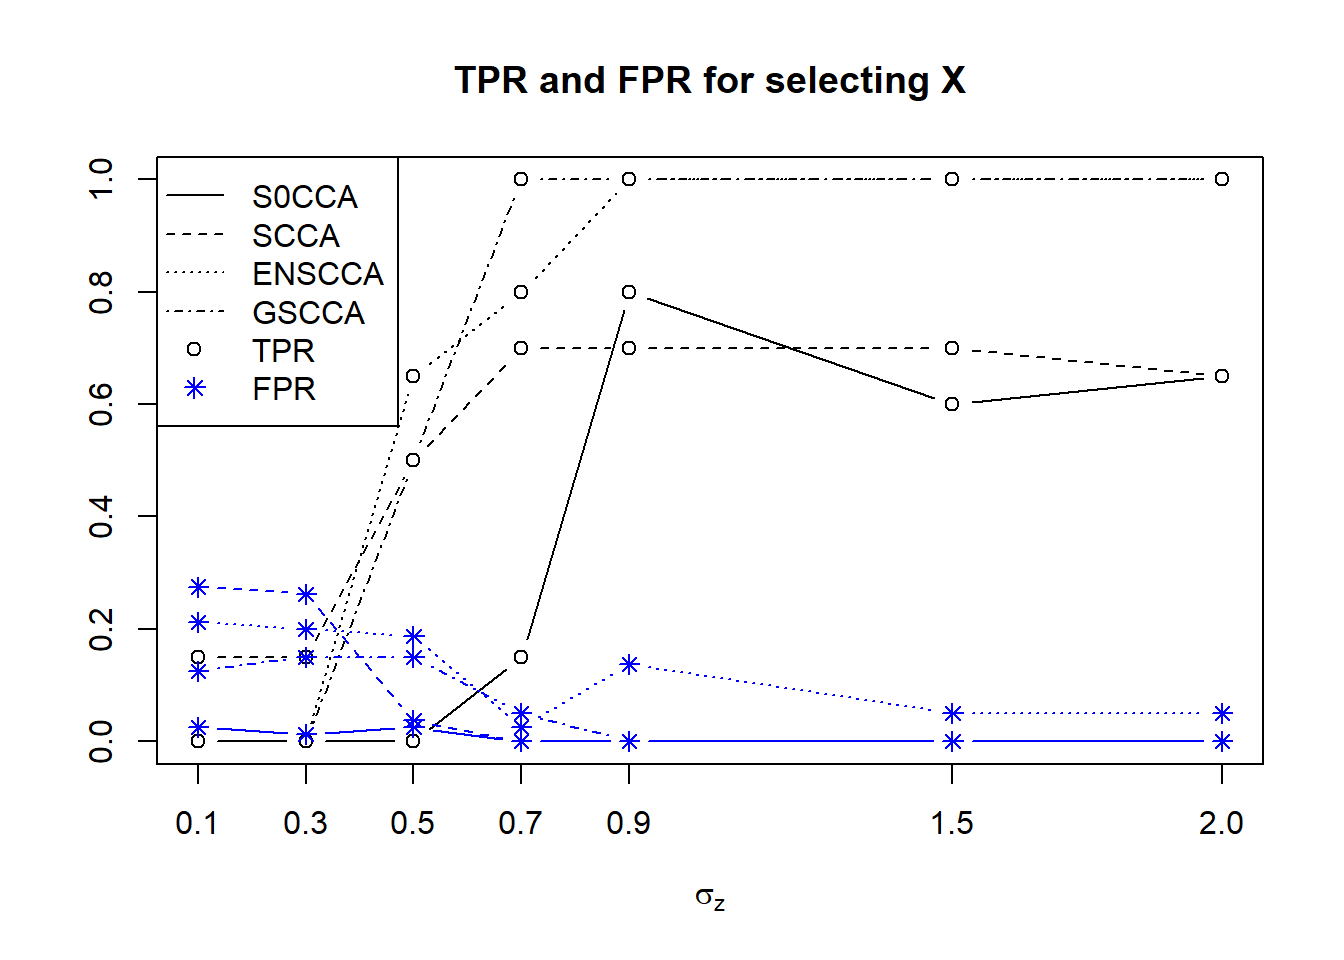 TPR and FPR for selecting X
S0CCA
SCCA
ENSCCA
GSCCA
TPR
FPR
1.0
0.8
0.6
0.4
0.2
0.0
0.1 0.3 0.5 0.7 0.9 1.5 2.0
σz